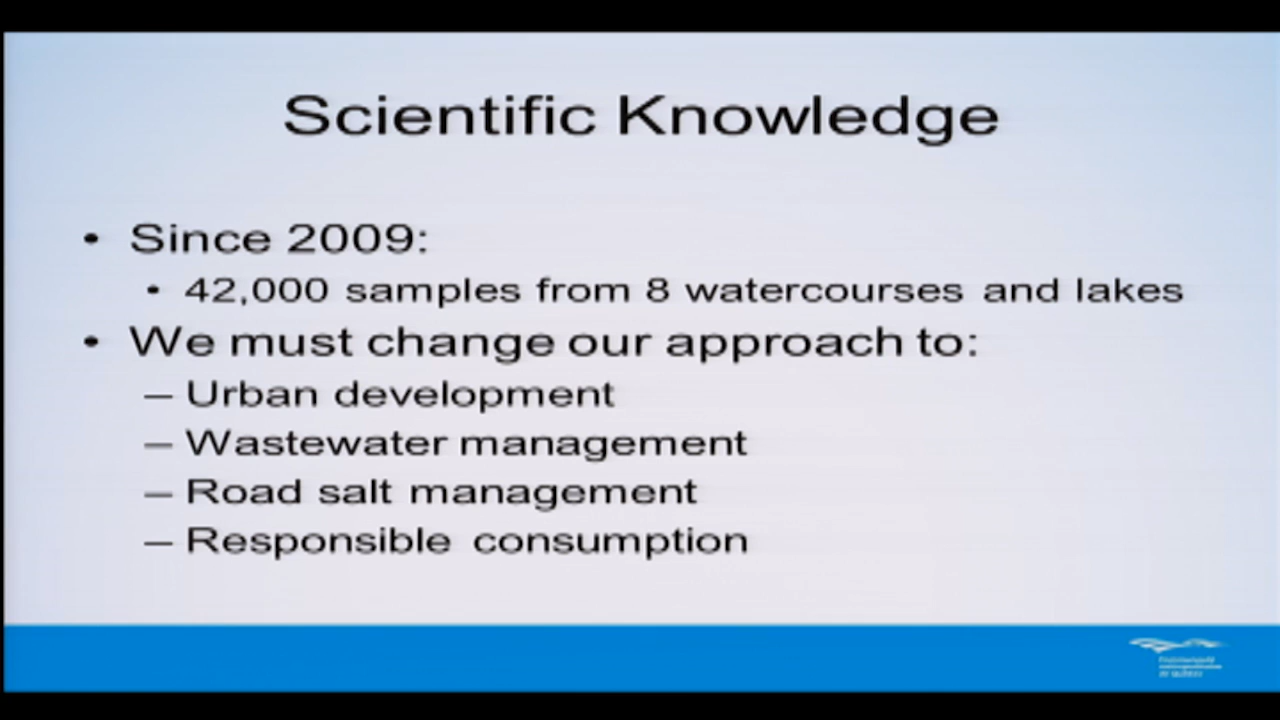 Scientific Knowledge
• Since 2009:
• 42,000 samples from 8 watercourses and lakes
• We must change our approach to:
– Urban development
– Wastewater management
– Road salt management
– Responsible consumption